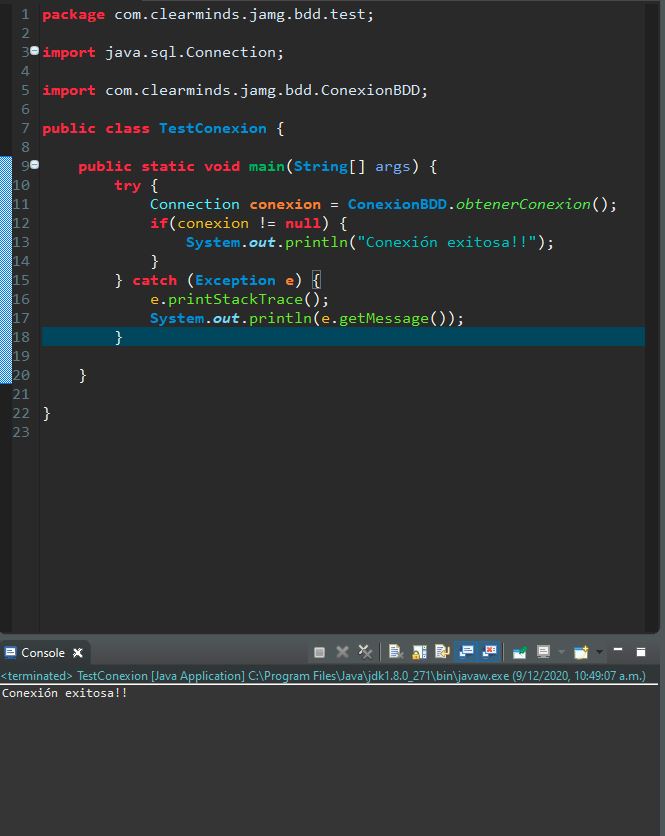 1 package com.clearminds.jamg.bdd.test;
2
3 import java.sql.Connection;
4
5 import com.clearminds.jamg.bdd.ConexionBDD;
6
7 public class TestConexion {
8
9     public static void main(String[] args) {
10         try {
11             Connection conexion = ConexionBDD.obtenerConexion();
12             if(conexion != null) {
13                 System.out.println("Conexión exitosa!!");
14             }
15         } catch (Exception e) {
16             e.printStackTrace();
17             System.out.println(e.getMessage());
18         }
19
20     }
21
22 }
23
Console
<terminated> TestConexion [Java Application] C:\Program Files\Java\jdk1.8.0_271\bin\javaw.exe (9/12/2020, 10:49:07 a.m.)
Conexión exitosa!!